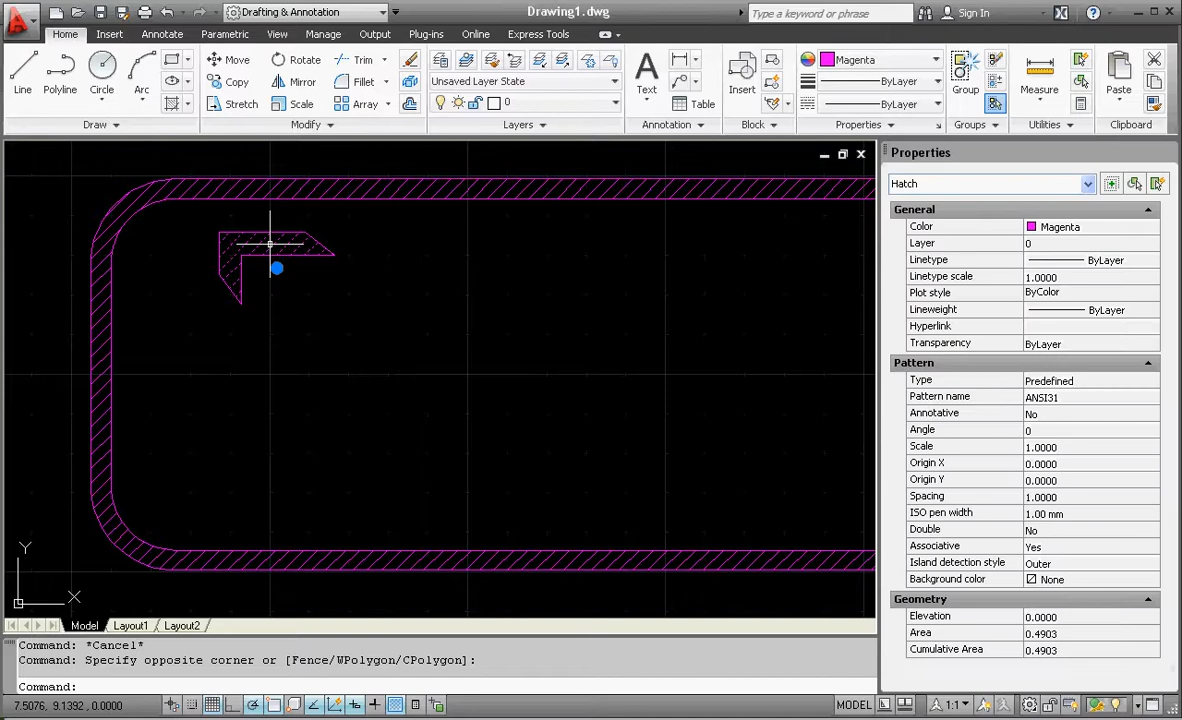 Drafting & Annotation
Drawing1.dwg
Type a keyword or phrase
Sign In
Home Insert Annotate Parametric View Manage Output Plug-ins Online Express Tools
Line
Polyline
Circle
Arc
Draw
Move
Rotate
Trim
Copy
Mirror
Fillet
Stretch
Scale
Array
Modify
Unsaved Layer State
0
Layers
Text
Table
Annotation
Insert
Block
Magenta
ByLayer
ByLayer
Properties
Group
Groups
Measure
Utilities
Paste
Clipboard
Properties
Hatch
General
Color Magenta
Layer 0
Linetype ByLayer
Linetype scale 1.0000
Plot style ByColor
Lineweight ByLayer
Hyperlink
Transparency ByLayer
Pattern
Type Predefined
Pattern name ANSI31
Annotative No
Angle 0
Scale 1.0000
Origin X 0.0000
Origin Y 0.0000
Spacing 1.0000
ISO pen width 1.00 mm
Double No
Associative Yes
Island detection style Outer
Background color None
Geometry
Elevation 0.0000
Area 0.4903
Cumulative Area 0.4903
Y
X
Model Layout1 Layout2
Command: *Cancel*
Command: Specify opposite corner or [Fence/WPolygon/CPolygon]:
Command:
7.5076, 9.1392, 0.0000
MODEL
1:1